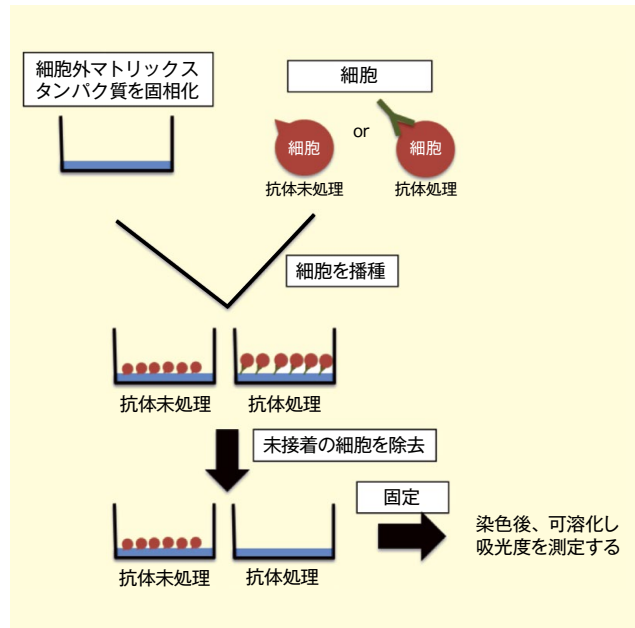 細胞外マトリックス
スタンパク質を固相化
細胞
or
細胞
細胞
抗体未処理
抗体処理
細胞を播種
抗体未処理
抗体処理
未接着の細胞を除去
固定
抗体未処理
抗体処理
染色後、可溶化し
吸光度を測定する